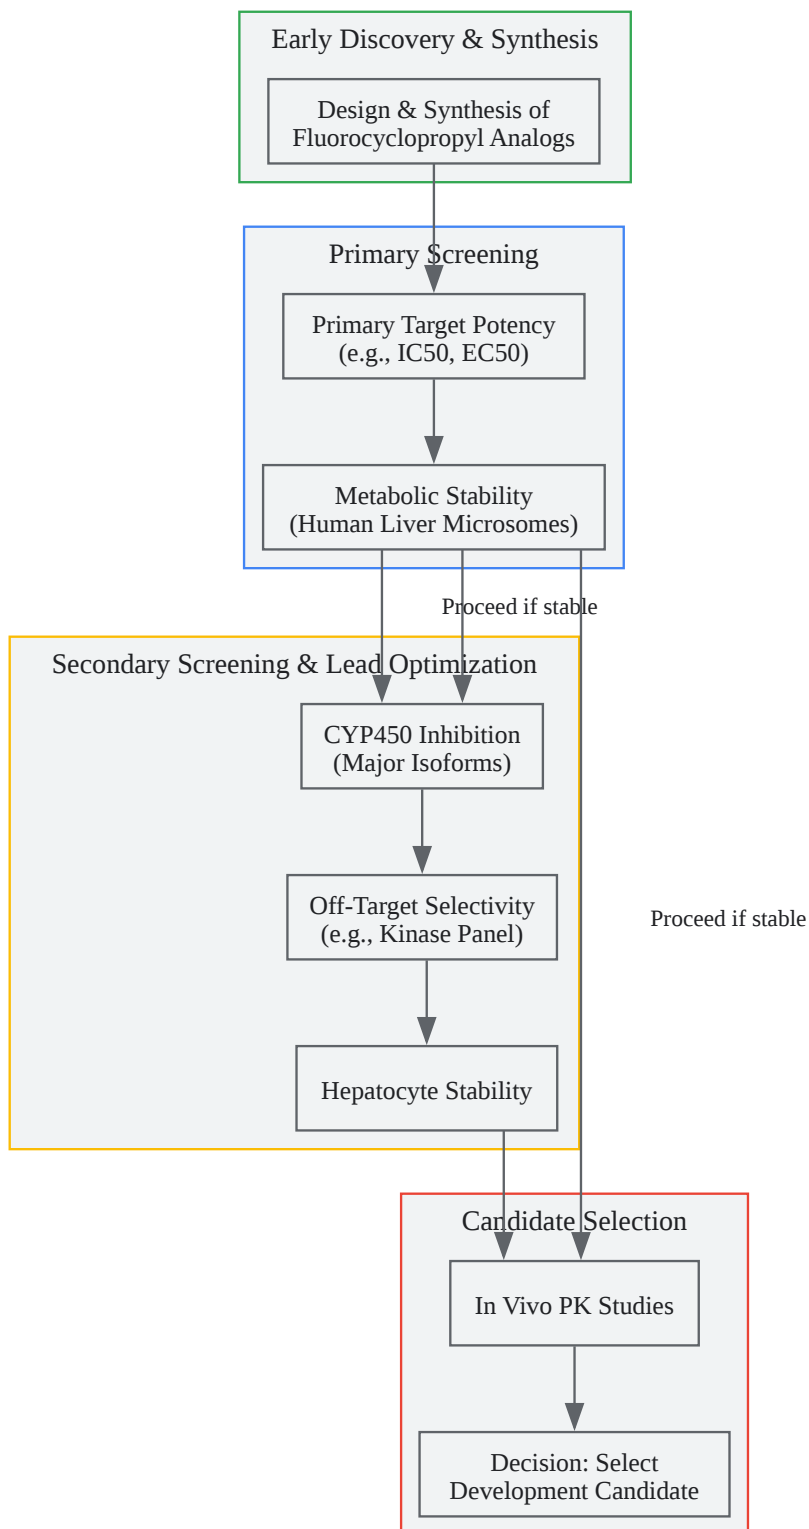 Early Discovery & Synthesis
Design & Synthesis of
Fluorocyclopropyl Analogs
Primary Screening
Primary Target Potency
(e.g., IC50, EC50)
Metabolic Stability
(Human Liver Microsomes)
Proceed if stable
Secondary Screening & Lead Optimization
CYP450 Inhibition
(Major Isoforms)
Off-Target Selectivity
(e.g., Kinase Panel)
Proceed if stable
Hepatocyte Stability
Candidate Selection
In Vivo PK Studies
Decision: Select
Development Candidate